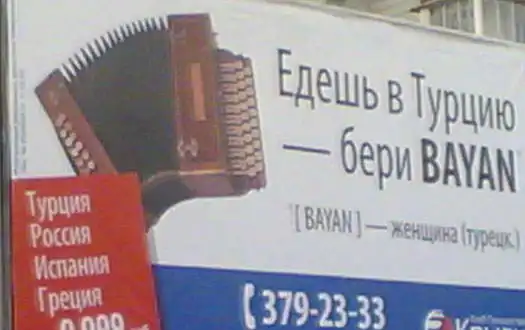 Едешь в Турцию
— бери BAYAN
[ BAYAN ] — женщина (турецк.)
Турция
Россия
Испания
Греция
379-23-33